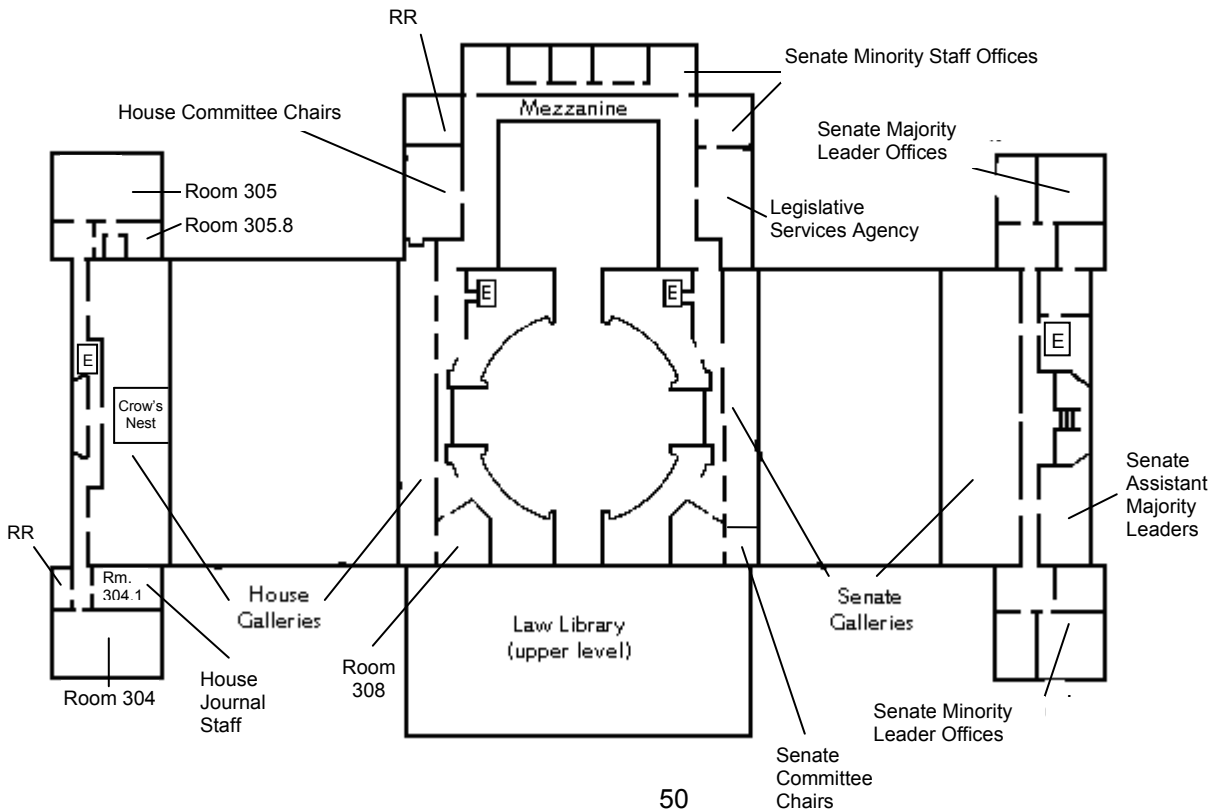 RR
Senate Minority Staff Offices
House Committee Chairs
Mezzanine
Senate Majority
Leader Offices
Room 305
Room 305.8
Legislative
Services Agency
E
E
E
E
Crow's
Nest
Senate
Assistant
Majority
Leaders
RR
Rm.
304.1
House
Galleries
Senate
Galleries
Law Library
(upper level)
Room
308
Room 304
House
Journal
Staff
Senate Minority
Leader Offices
Senate
Committee
Chairs
50